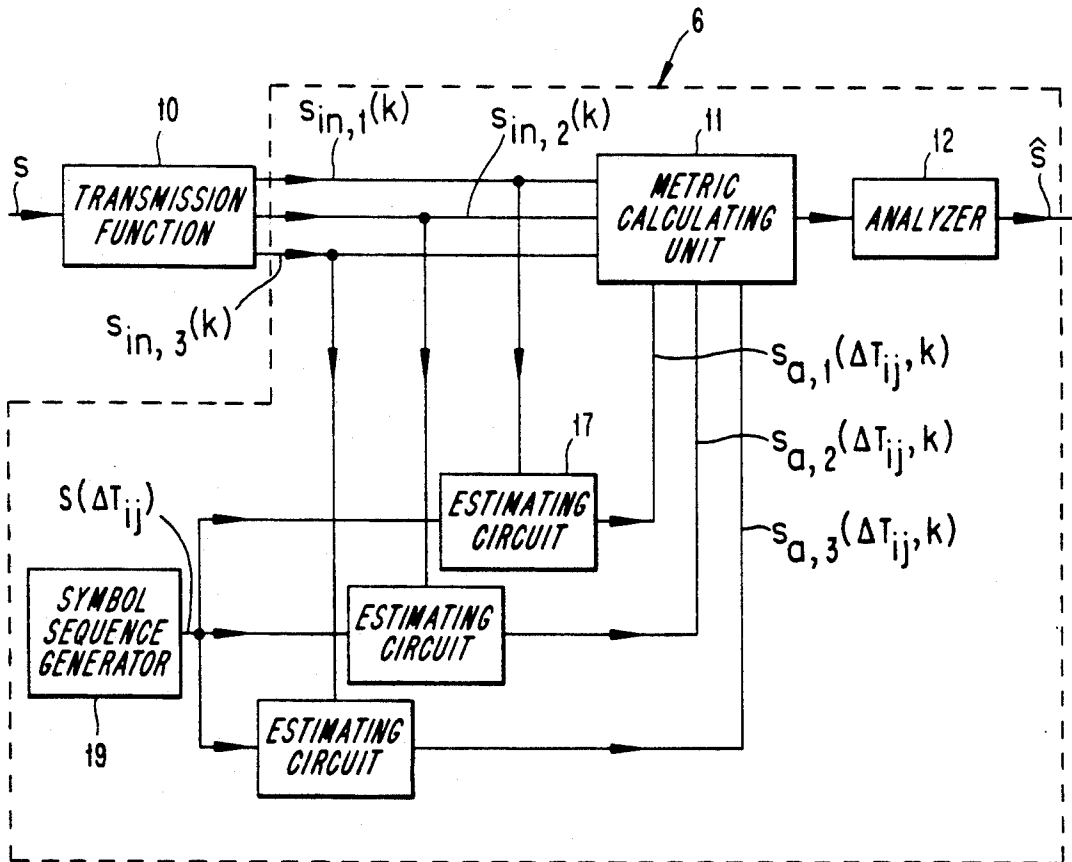 6
10
S
TRANSMISSION
FUNCTION
s_in,1(k)
s_in,2(k)
s_in,3(k)
11
METRIC
CALCULATING
UNIT
12
ANALYZER
ŝ
s_a,1(ΔT_ij,k)
s_a,2(ΔT_ij,k)
s_a,3(ΔT_ij,k)
17
ESTIMATING
CIRCUIT
S(ΔT_ij)
SYMBOL
SEQUENCE
GENERATOR
19
ESTIMATING
CIRCUIT
ESTIMATING
CIRCUIT